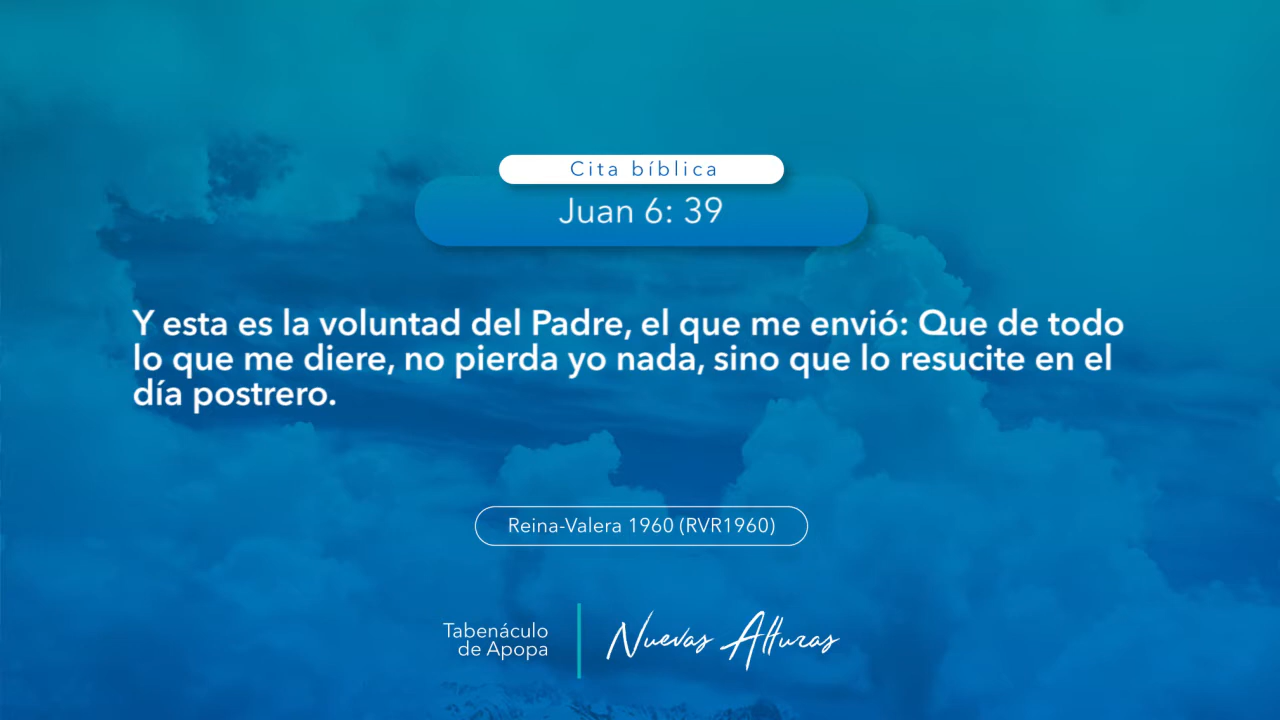 Cita bíblica
Juan 6: 39
Y esta es la voluntad del Padre, el que me envió: Que de todo
lo que me diere, no pierda yo nada, sino que lo resucite en el
día postrero.
Reina-Valera 1960 (RVR1960)
Tabenáculo
de Apopa
Nuevas Alturas